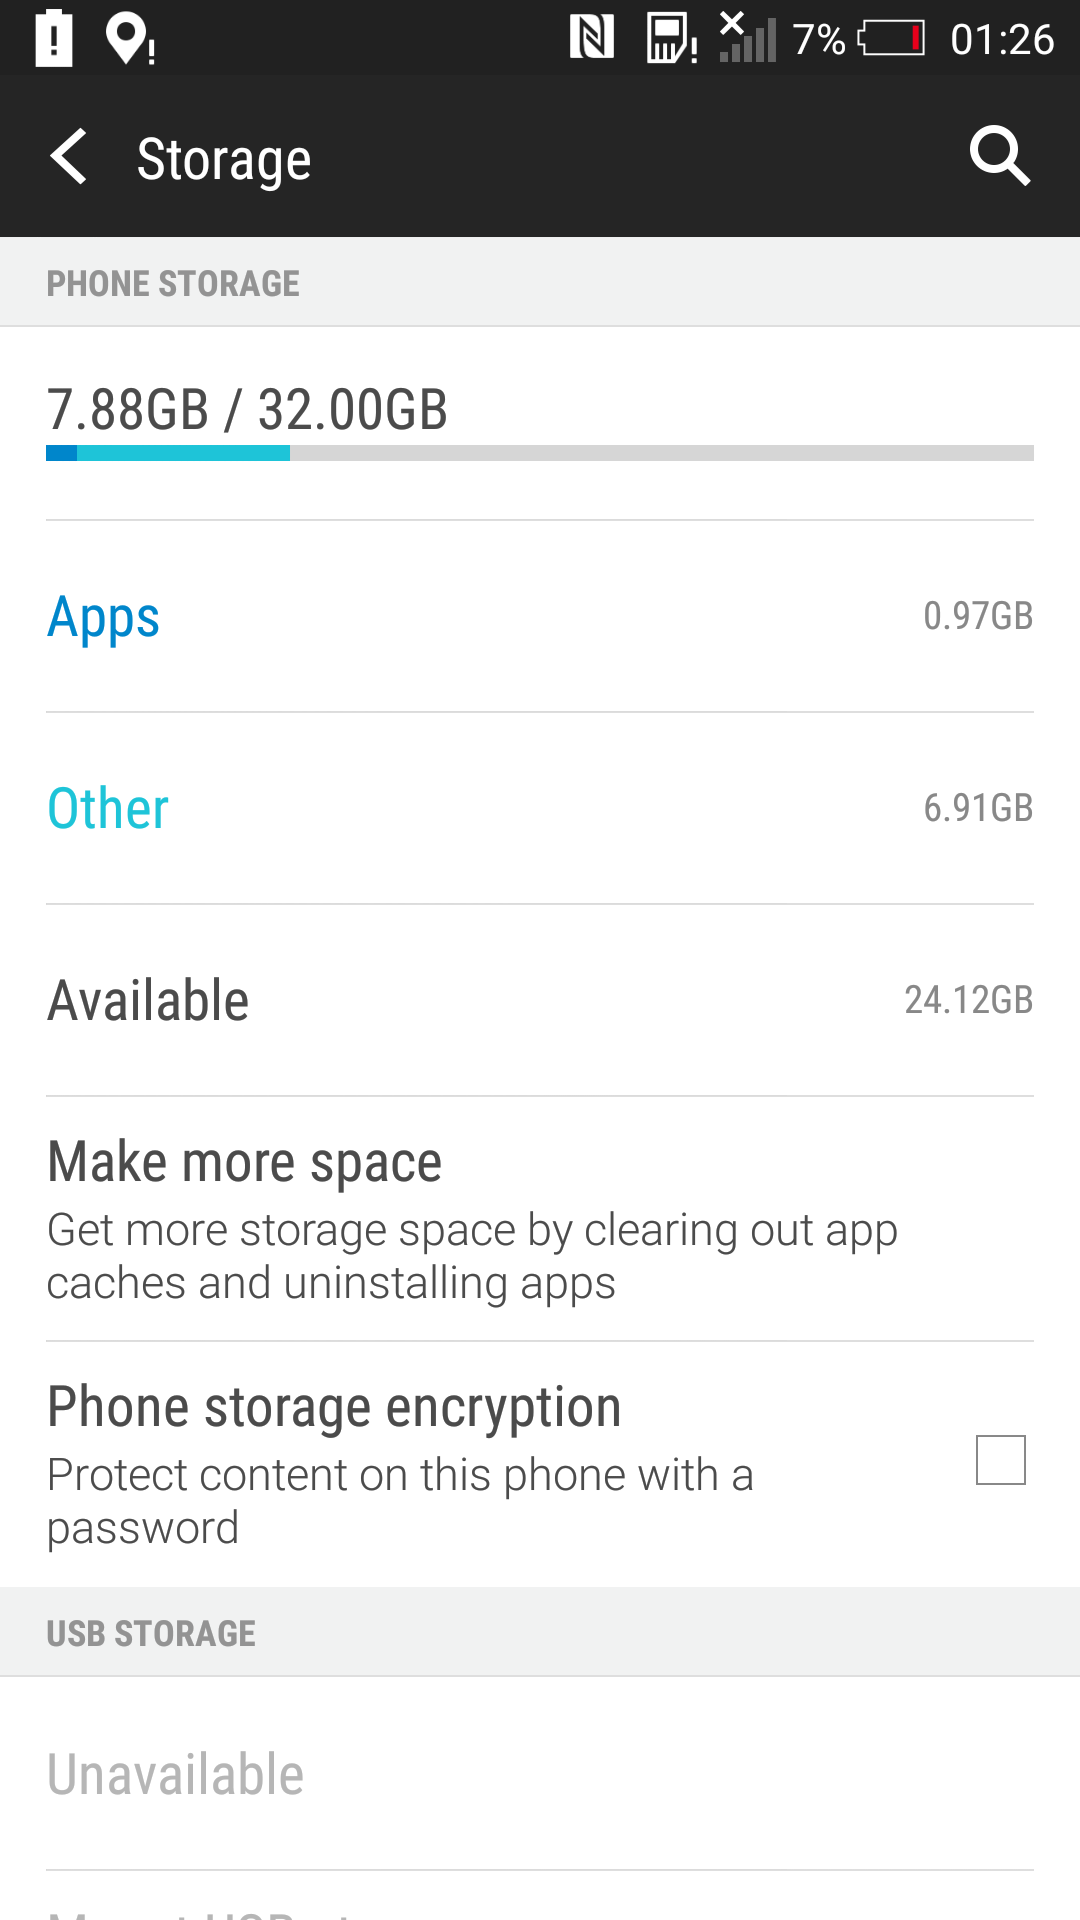 7% 01:26
Storage
PHONE STORAGE
7.88GB / 32.00GB
Apps 0.97GB
Other 6.91GB
Available 24.12GB
Make more space
Get more storage space by clearing out app
caches and uninstalling apps
Phone storage encryption
Protect content on this phone with a
password
USB STORAGE
Unavailable